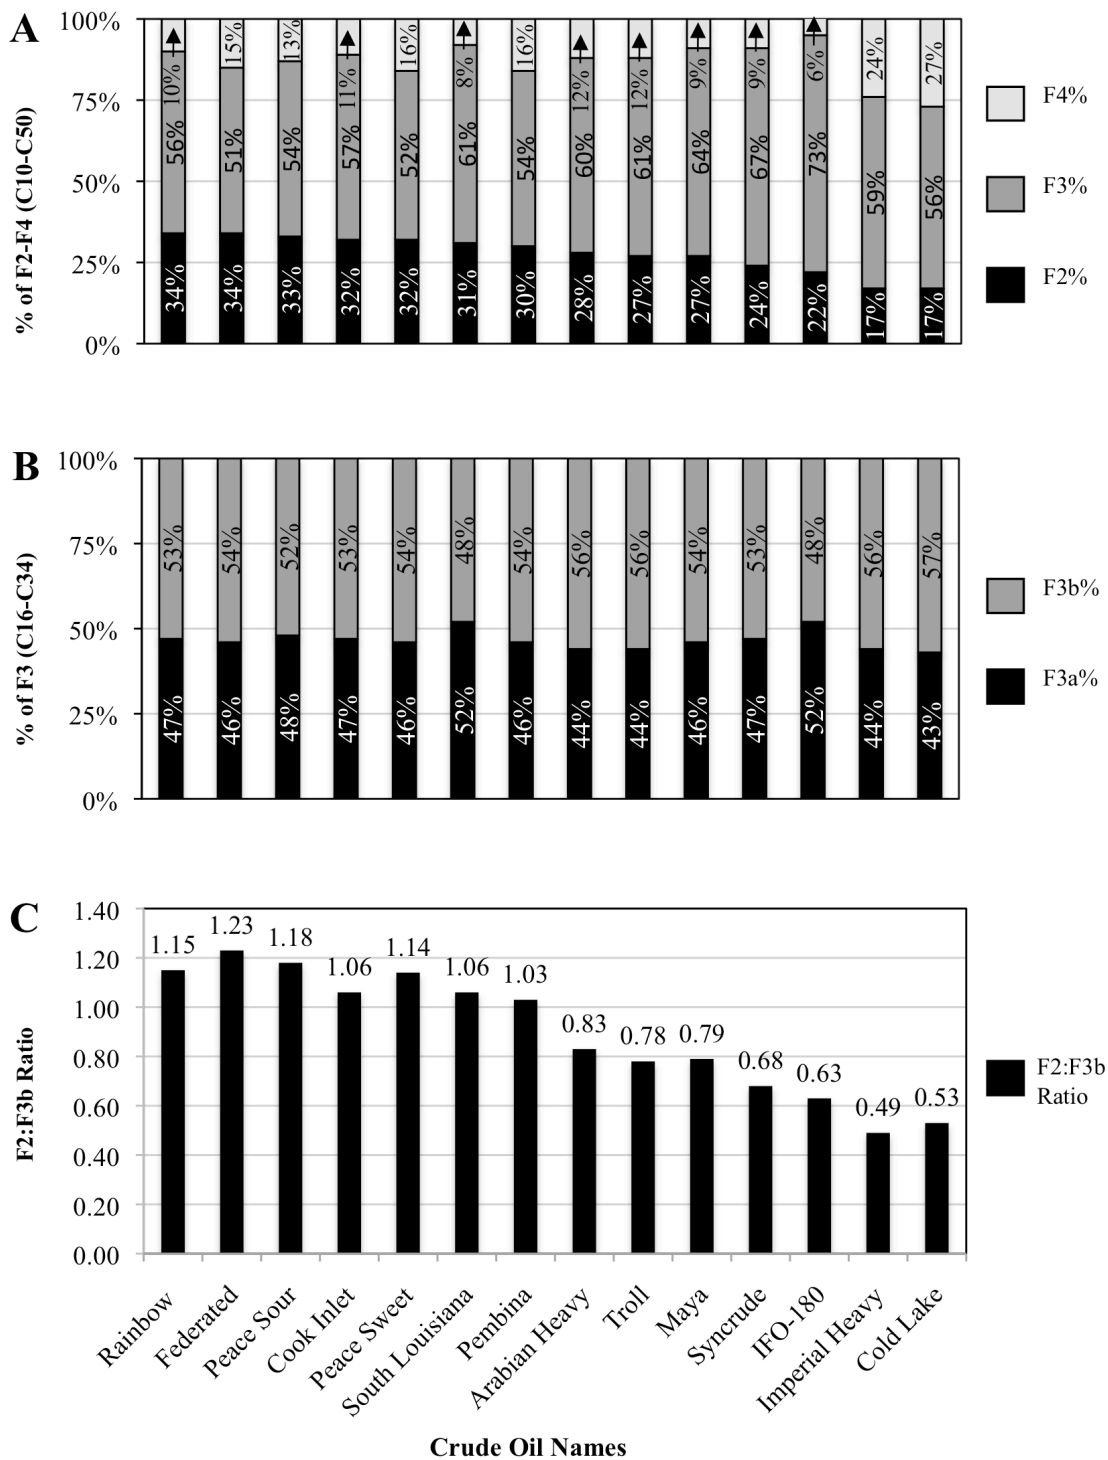 A
% of F2-F4 (C10-C50)
100%
75%
50%
25%
0%
10% 15% 13% 11% 16% 8% 16% 12% 12% 9% 9% 6% 24% 27%
56% 51% 54% 57% 52% 61% 54% 60% 61% 64% 67% 73% 59% 56%
34% 34% 33% 32% 32% 31% 30% 28% 27% 27% 24% 22% 17% 17%
F4%
F3%
F2%
B
% of F3 (C16-C34)
100%
75%
50%
25%
0%
53% 54% 52% 53% 54% 48% 54% 56% 56% 54% 53% 48% 56% 57%
47% 46% 48% 47% 46% 52% 46% 44% 44% 46% 47% 52% 44% 43%
F3b%
F3a%
C
F2:F3b Ratio
1.40
1.20
1.00
0.80
0.60
0.40
0.20
0.00
1.15 1.23 1.18 1.06 1.14 1.06 1.03 0.83 0.78 0.79 0.68 0.63 0.49 0.53
F2:F3b
Ratio
Rainbow
Federated
Peace Sour
Cook Inlet
Peace Sweet
South Louisiana
Pembina
Arabian Heavy
Troll
Maya
Syncrude
IFO-180
Imperial Heavy
Cold Lake
Crude Oil Names